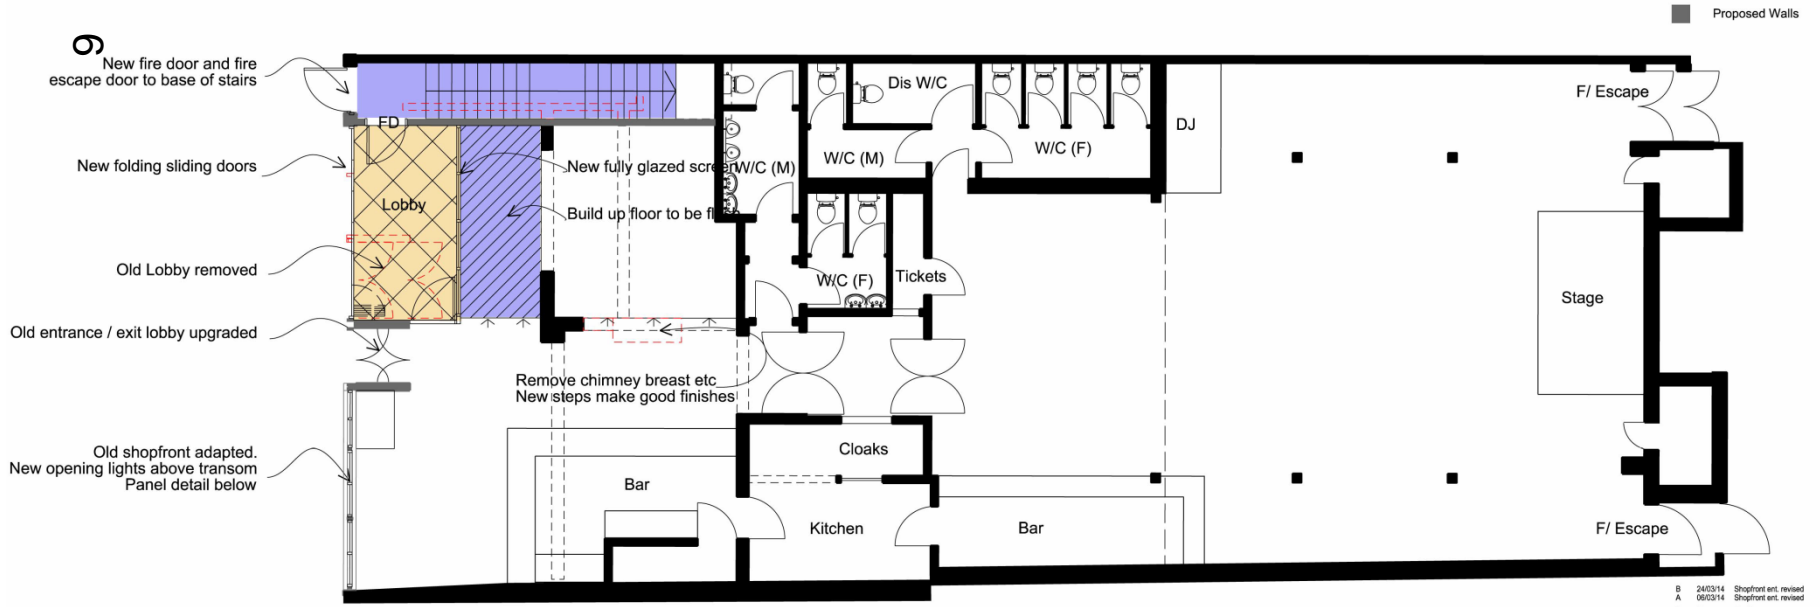 Proposed Walls
9
New fire door and fire
escape door to base of stairs
FD
New folding sliding doors
New fully glazed screen
Lobby
Build up floor to be
Old Lobby removed
Old entrance / exit lobby upgraded
Remove chimney breast etc
New steps make good finishes
Old shopfront adapted.
New opening lights above transom
Panel detail below
W/C (M)
Dis W/C
W/C (M)
W/C (F)
W/C (F)
Tickets
DJ
F/ Escape
Stage
Cloaks
Bar
Kitchen
Bar
F/ Escape
B 24/03/14 Shopfront ent. revised
A 06/03/14 Shopfront ent. revised